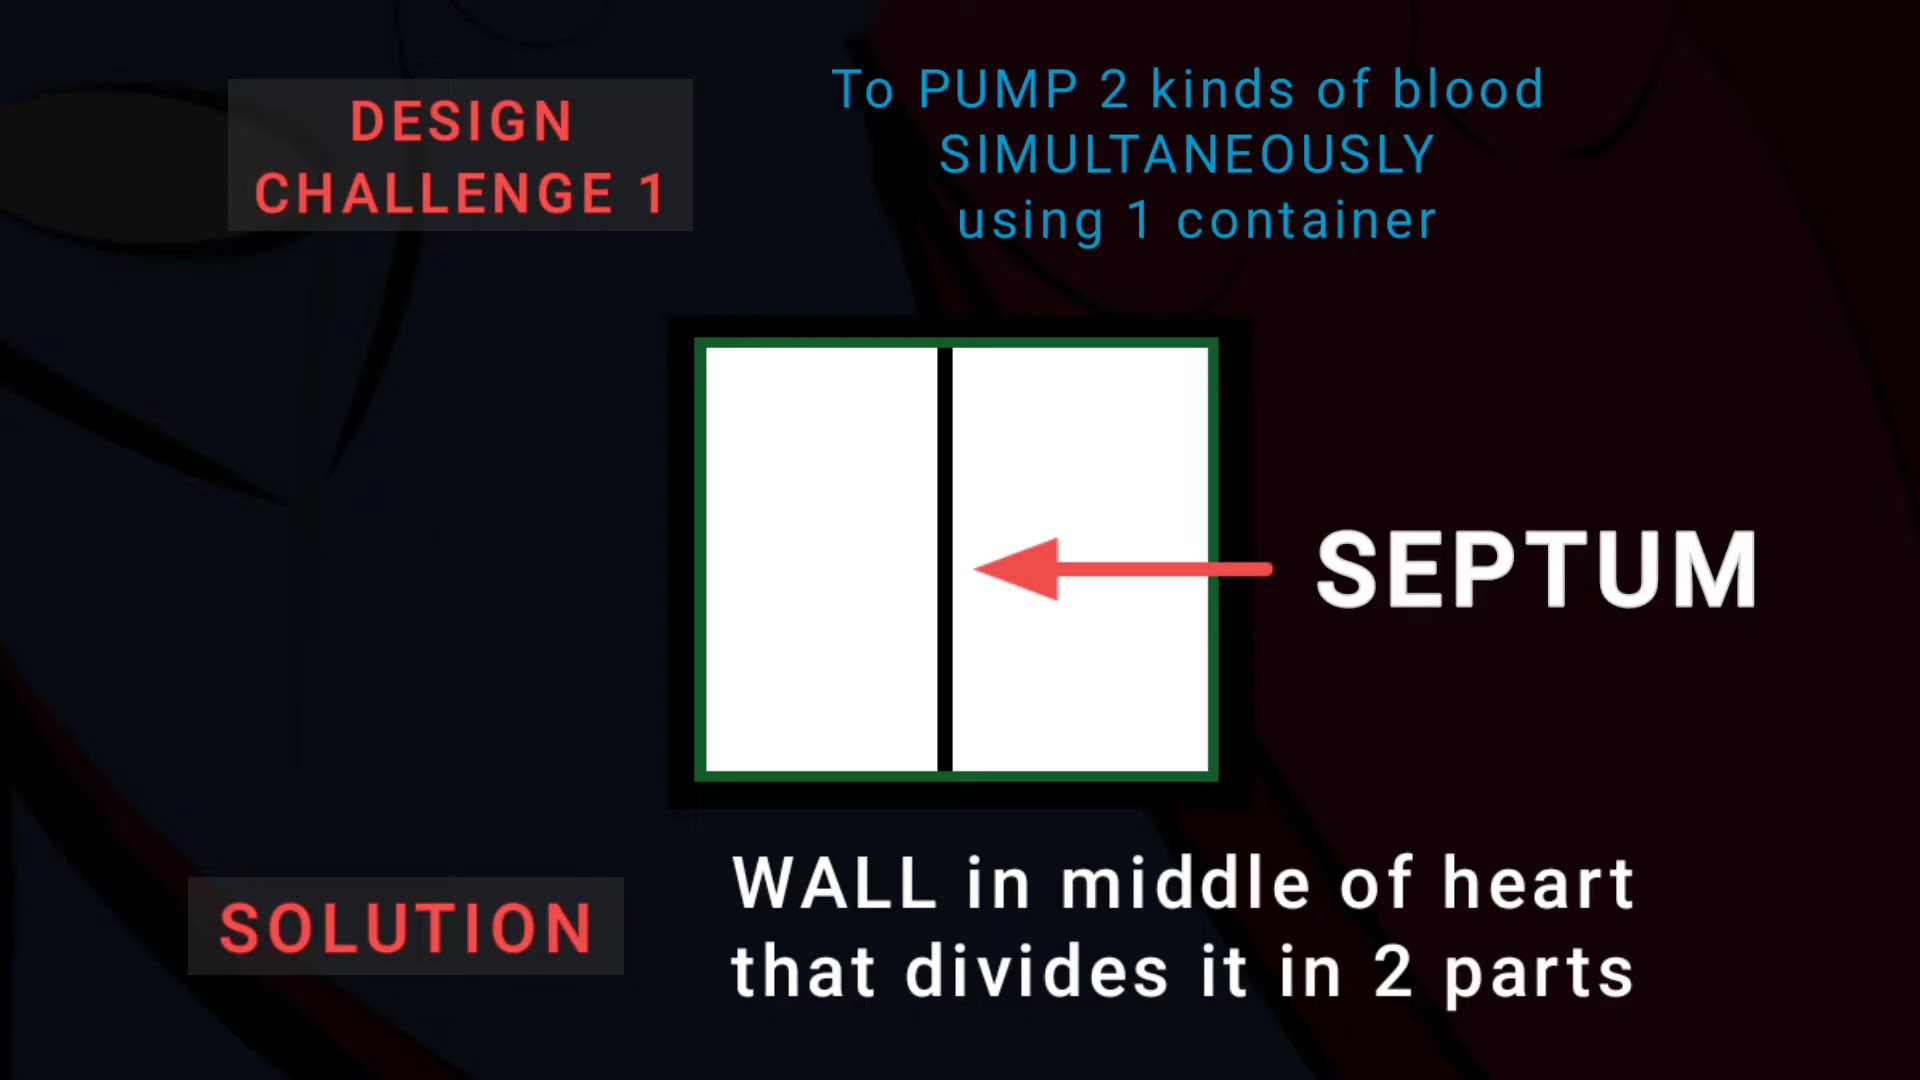 DESIGN
CHALLENGE 1
To PUMP 2 kinds of blood
SIMULTANEOUSLY
using 1 container
SEPTUM
SOLUTION
WALL in middle of heart
that divides it in 2 parts